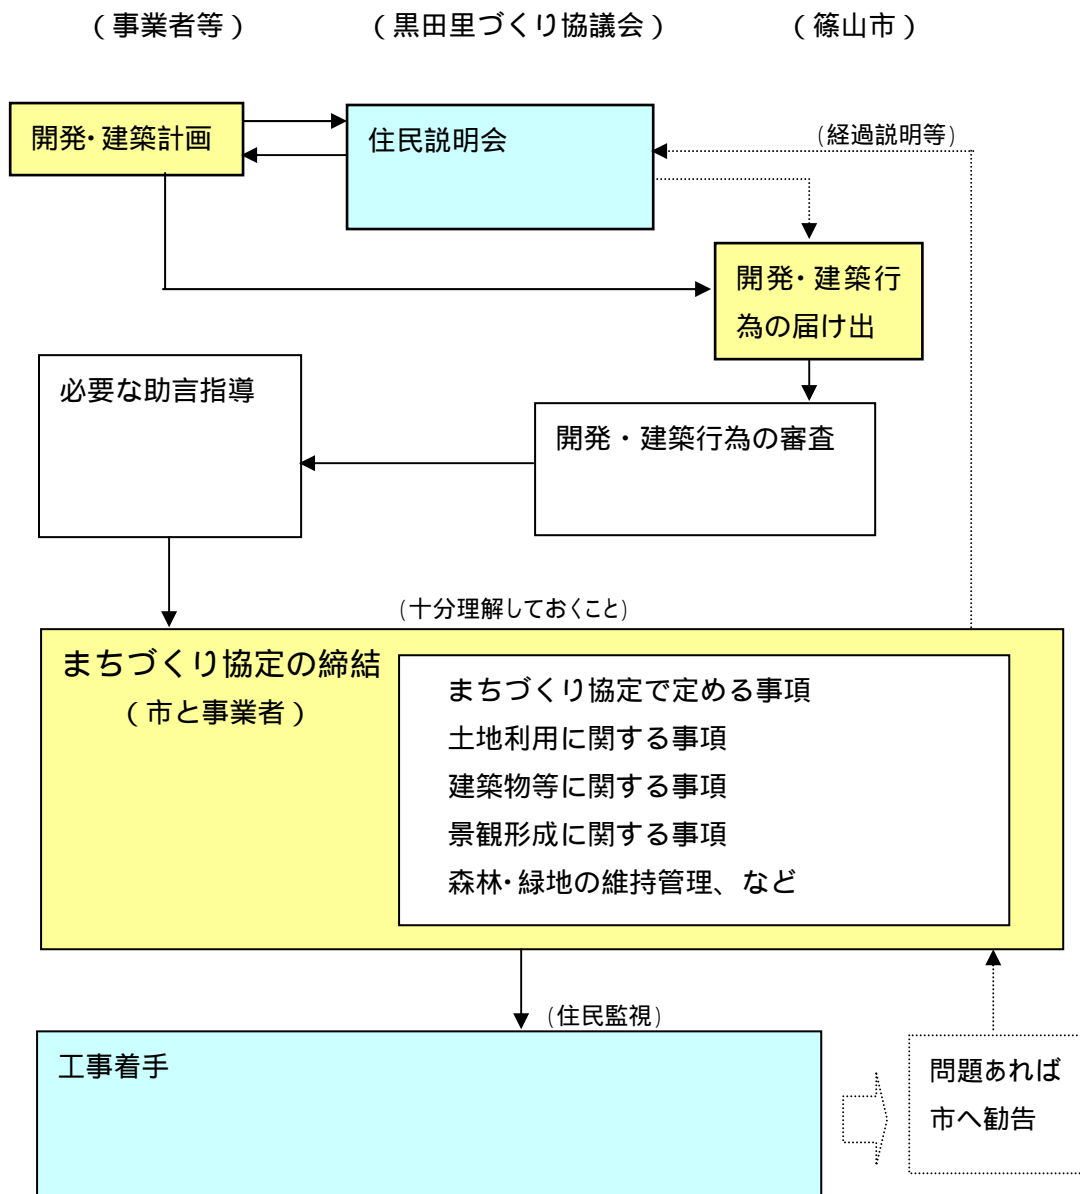 （事業者等）
（黒田里づくり協議会）
（篠山市）
開発･建築計画
住民説明会
(経過説明等)
開発･建築行
為の届け出
必要な助言指導
開発・建築行為の審査
(十分理解しておくこと)
まちづくり協定の締結
（市と事業者）
まちづくり協定で定める事項
土地利用に関する事項
建築物等に関する事項
景観形成に関する事項
森林･緑地の維持管理、など
(住民監視)
工事着手
問題あれば
市へ勧告